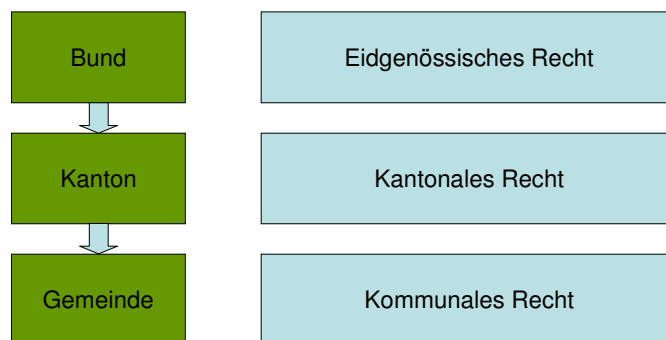 Bund
Eidgenössisches Recht
Kanton
Kantonales Recht
Gemeinde
Kommunales Recht